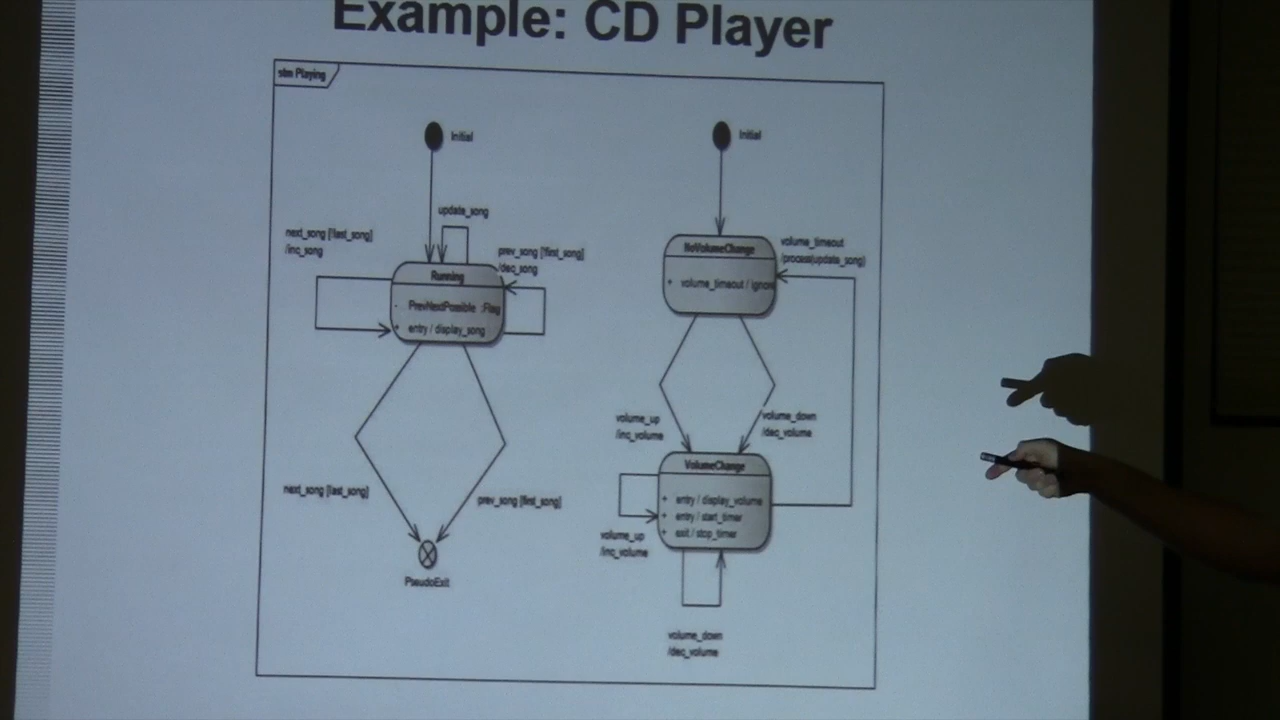 Example: CD Player
stm Playing
Initial
update_song
next_song [!last_song]
/inc_song
prev_song [!first_song]
/dec_song
Running
- PrevNextPossible :Flag
+ entry / display_song
next_song [last_song]
prev_song [first_song]
PseudoExit
Initial
NoVolumeChange
+ volume_timeout / ignore
volume_timeout
/process(update_song)
volume_up
/inc_volume
volume_down
/dec_volume
VolumeChange
+ entry / display_volume
+ entry / start_timer
+ exit / stop_timer
volume_up
/inc_volume
volume_down
/dec_volume